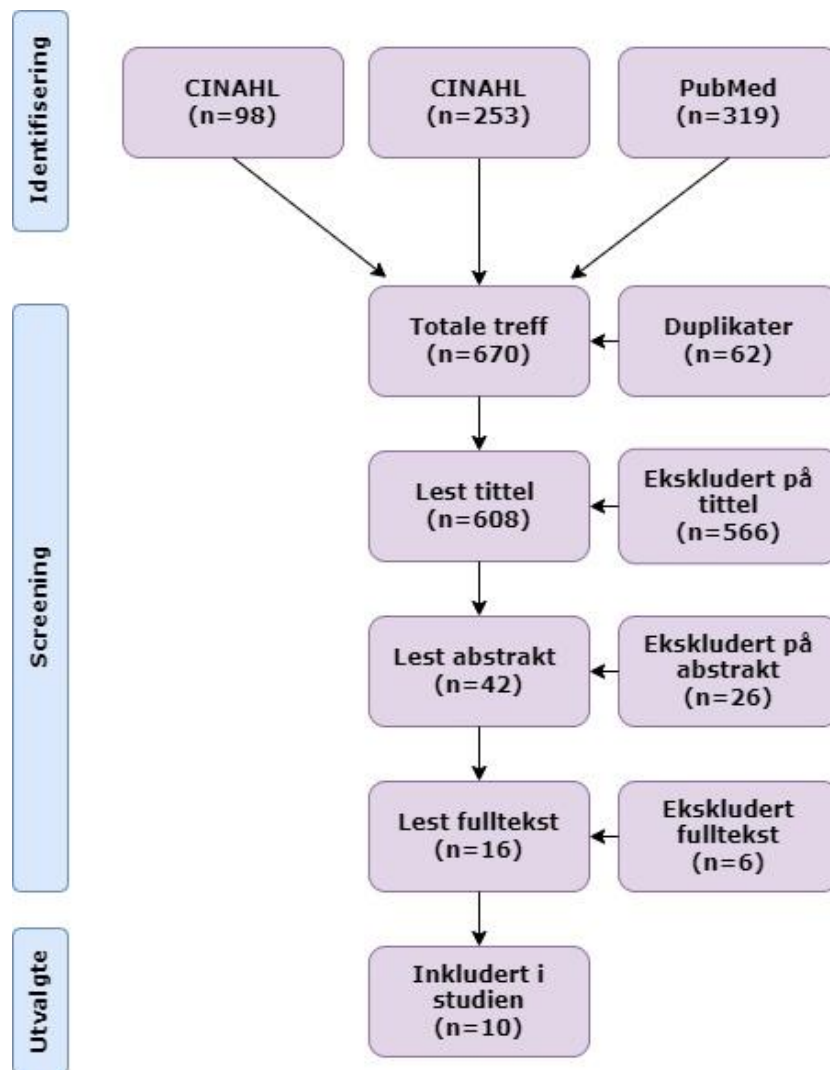 Identifisering
CINAHL
(n=98)
CINAHL
(n=253)
PubMed
(n=319)
Screening
Totale treff
(n=670)
Duplikater
(n=62)
Lest tittel
(n=608)
Ekskludert på
tittel
(n=566)
Lest abstrakt
(n=42)
Ekskludert på
abstrakt
(n=26)
Lest fulltekst
(n=16)
Ekskludert
fulltekst
(n=6)
Utvalgte
Inkludert i
studien
(n=10)